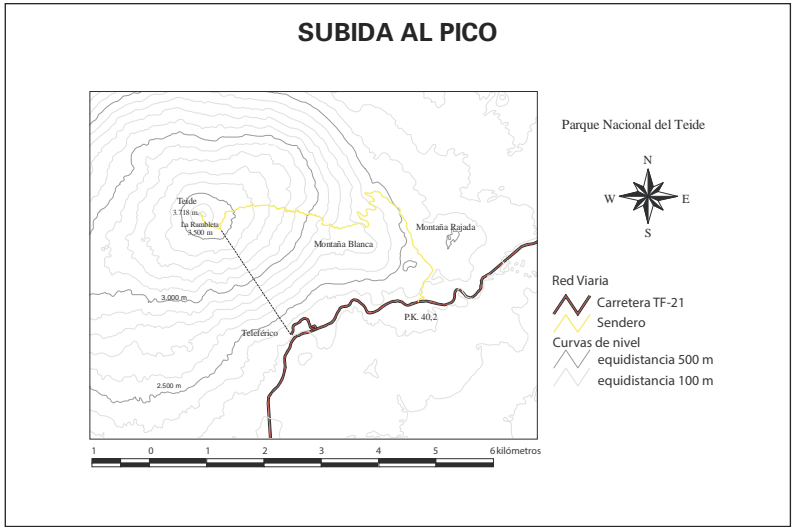 SUBIDA AL PICO
Parque Nacional del Teide
N
W
E
S
Teide
3.718 m.
La Rambleta
3.500 m
Montaña Blanca
Montaña Rajada
3.000 m
P.K. 40,2
Teleférico
2.500 m
Red Viaria
Carretera TF-21
Sendero
Curvas de nivel
equidistancia 500 m
equidistancia 100 m
1 0 1 2 3 4 5 6 kilómetros